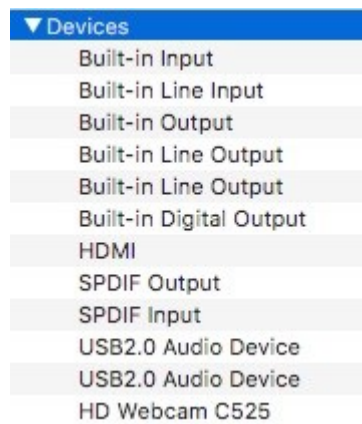 Devices
Built-in Input
Built-in Line Input
Built-in Output
Built-in Line Output
Built-in Line Output
Built-in Digital Output
HDMI
SPDIF Output
SPDIF Input
USB2.0 Audio Device
USB2.0 Audio Device
HD Webcam C525